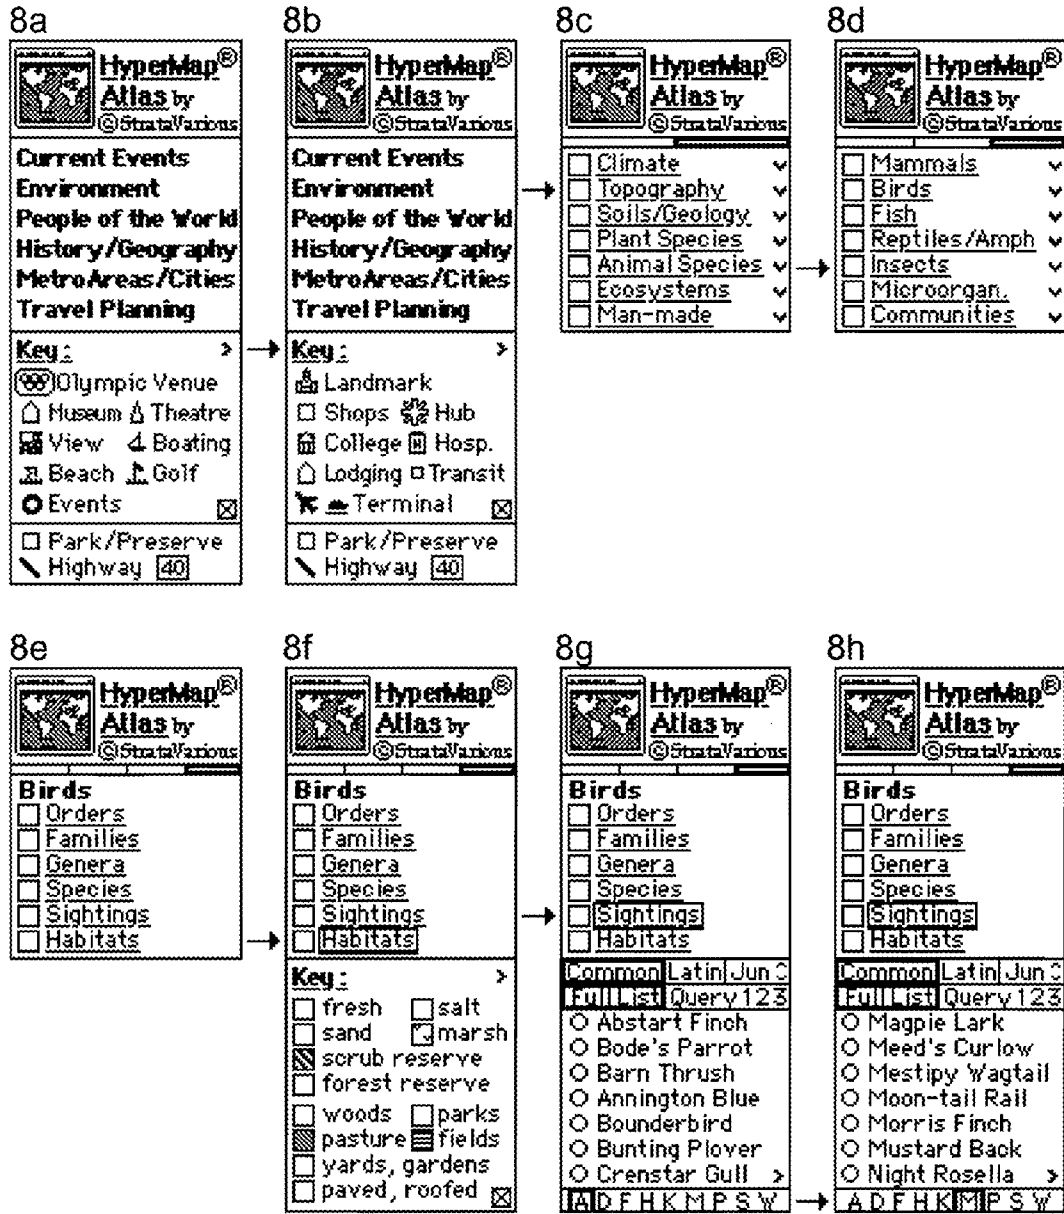 8a
HyperMap®
Atlas by
©StrataVarious
Current Events
Environment
People of the World
History/Geography
MetroAreas/Cities
Travel Planning
Key: >
Olympic Venue
Museum Theatre
View Boating
Beach Golf
Events
Park/Preserve
Highway 40
8b
HyperMap®
Atlas by
©StrataVarious
Current Events
Environment
People of the World
History/Geography
MetroAreas/Cities
Travel Planning
Key: >
Landmark
Shops Hub
College H Hosp.
Lodging Transit
Terminal
Park/Preserve
Highway 40
8c
HyperMap®
Atlas by
©StrataVarious
Climate
Topography
Soils/Geology
Plant Species
Animal Species
Ecosystems
Man-made
8d
HyperMap®
Atlas by
©StrataVarious
Mammals
Birds
Fish
Reptiles/Amph
Insects
Microorgan.
Communities
8e
HyperMap®
Atlas by
©StrataVarious
Birds
Orders
Families
Genera
Species
Sightings
Habitats
8f
HyperMap®
Atlas by
©StrataVarious
Birds
Orders
Families
Genera
Species
Sightings
Habitats
Key: >
fresh salt
sand marsh
scrub reserve
forest reserve
woods parks
pasture fields
yards, gardens
paved, roofed
8g
HyperMap®
Atlas by
©StrataVarious
Birds
Orders
Families
Genera
Species
Sightings
Habitats
Common Latin Jun
Full List Query 123
Abstart Finch
Bode's Parrot
Barn Thrush
Annington Blue
Bounderbird
Bunting Plover
Crenstar Gull >
A D F H K M P S W
8h
HyperMap®
Atlas by
©StrataVarious
Birds
Orders
Families
Genera
Species
Sightings
Habitats
Common Latin Jun
Full List Query 123
Magpie Lark
Meed's Curlow
Mestipy Wagtail
Moon-tail Rail
Morris Finch
Mustard Back
Night Rosella >
A D F H K M P S W